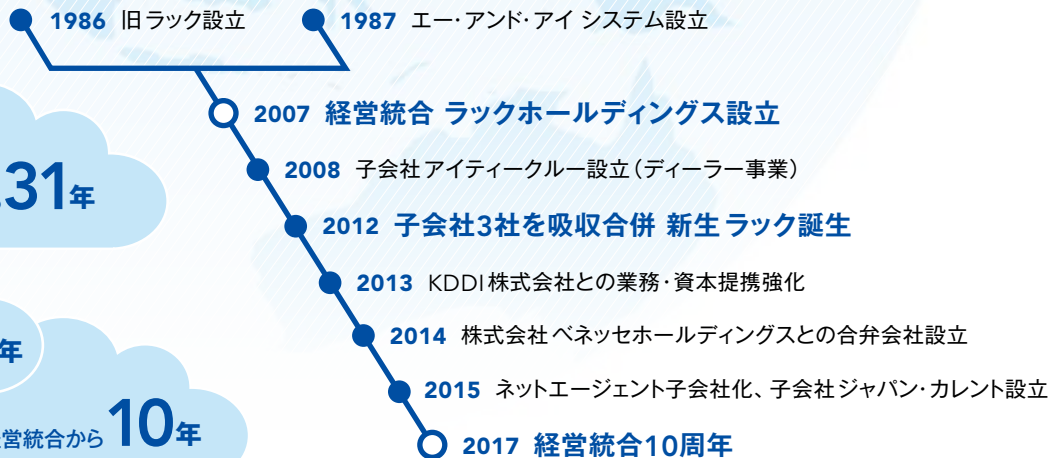 1986 旧ラック設立
1987 エー・アンド・アイ システム設立
2007 経営統合 ラックホールディングス設立
2008 子会社アイティークルー設立（ディーラー事業）
31年
2012 子会社3社を吸収合併 新生ラック誕生
2013 KDDI株式会社との業務・資本提携強化
2014 株式会社ベネッセホールディングスとの合弁会社設立
年
2015 ネットエージェント子会社化、子会社ジャパン・カレント設立
営統合から10年
2017 経営統合10周年